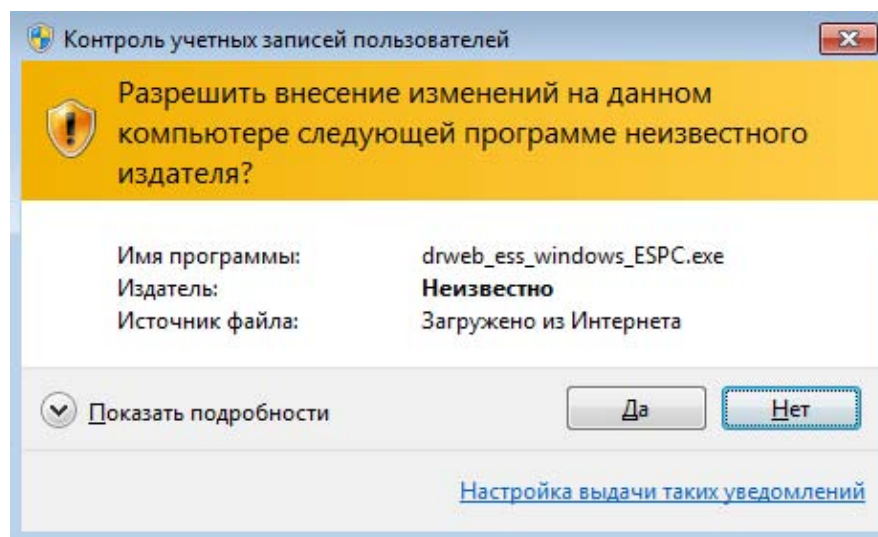 Контроль учетных записей пользователей
Разрешить внесение изменений на данном
компьютере следующей программе неизвестного
издателя?
Имя программы: drweb_ess_windows_ESPC.exe
Издатель: Неизвестно
Источник файла: Загружено из Интернета
Показать подробности Да Нет
Настройка выдачи таких уведомлений